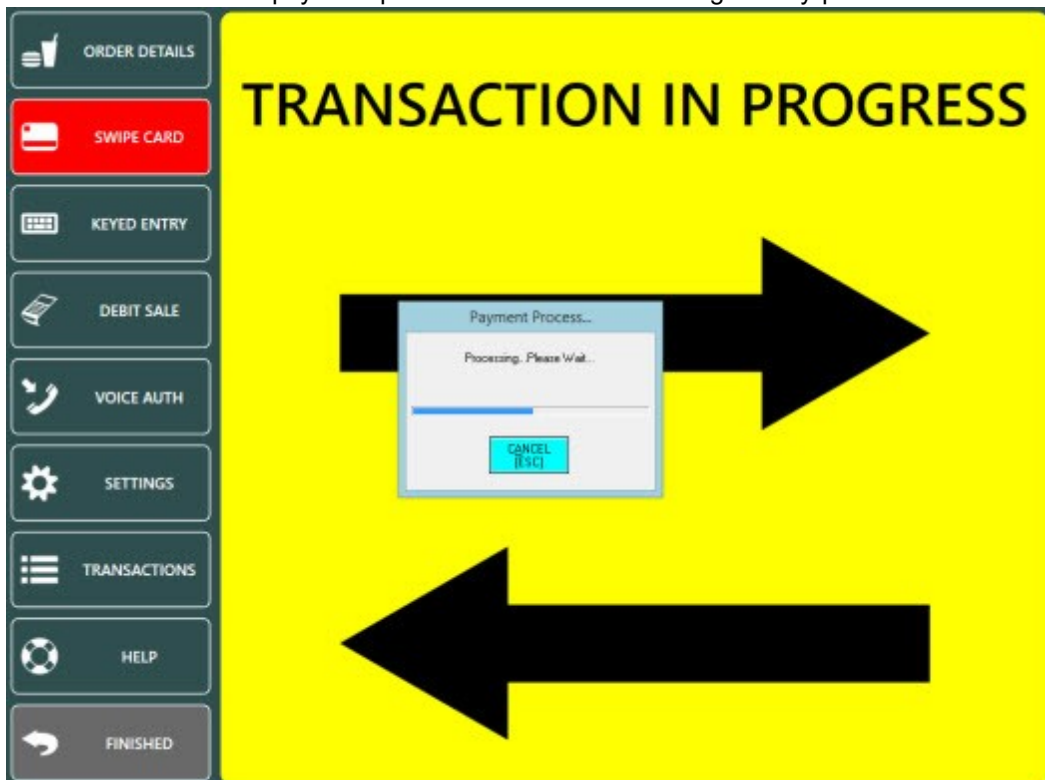 ORDER DETAILS
SWIPE CARD
KEYED ENTRY
DEBIT SALE
VOICE AUTH
SETTINGS
TRANSACTIONS
HELP
FINISHED
TRANSACTION IN PROGRESS
Payment Process...
Processing...Please Wait...
CANCEL
[ESC]